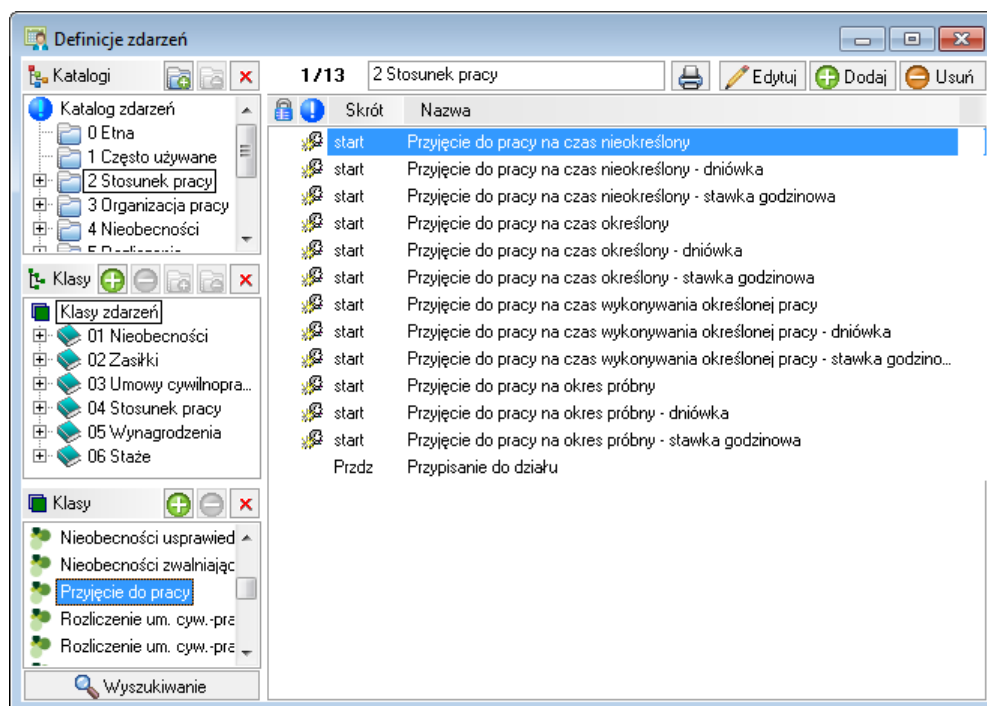 Definicje zdarzeń
Katalogi
1/13
2 Stosunek pracy
Edytuj
Dodaj
Usuń
Katalog zdarzeń
0 Etna
1 Często używane
2 Stosunek pracy
3 Organizacja pracy
4 Nieobecności
Klasy
Klasy zdarzeń
01 Nieobecności
02 Zasiłki
03 Umowy cywilnopra...
04 Stosunek pracy
05 Wynagrodzenia
06 Staże
Klasy
Nieobecności usprawied
Nieobecności zwalniając
Przyjęcie do pracy
Rozliczenie um. cyw.-pra
Rozliczenie um. cyw.-pra
Wyszukiwanie
Skrót Nazwa
start Przyjęcie do pracy na czas nieokreślony
start Przyjęcie do pracy na czas nieokreślony - dniówka
start Przyjęcie do pracy na czas nieokreślony - stawka godzinowa
start Przyjęcie do pracy na czas określony
start Przyjęcie do pracy na czas określony - dniówka
start Przyjęcie do pracy na czas określony - stawka godzinowa
start Przyjęcie do pracy na czas wykonywania określonej pracy
start Przyjęcie do pracy na czas wykonywania określonej pracy - dniówka
start Przyjęcie do pracy na czas wykonywania określonej pracy - stawka godzino...
start Przyjęcie do pracy na okres próbny
start Przyjęcie do pracy na okres próbny - dniówka
start Przyjęcie do pracy na okres próbny - stawka godzinowa
Przdz Przypisanie do działu